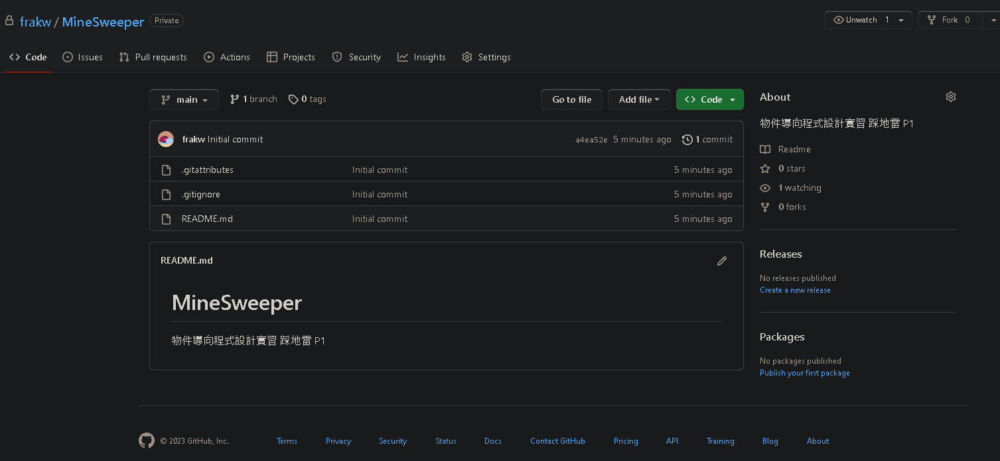 frakw / MineSweeper Private Unwatch 1 Fork 0
Code Issues Pull requests Actions Projects Security Insights Settings
main 1 branch 0 tags Go to file Add file Code
frakw Initial commit a4ea52e 5 minutes ago 1 commit
.gitattributes Initial commit 5 minutes ago
.gitignore Initial commit 5 minutes ago
README.md Initial commit 5 minutes ago
README.md
MineSweeper
物件導向程式設計實習 踩地雷 P1
About
物件導向程式設計實習 踩地雷 P1
Readme
0 stars
1 watching
0 forks
Releases
No releases published
Create a new release
Packages
No packages published
Publish your first package
© 2023 GitHub, Inc. Terms Privacy Security Status Docs Contact GitHub Pricing API Training Blog About